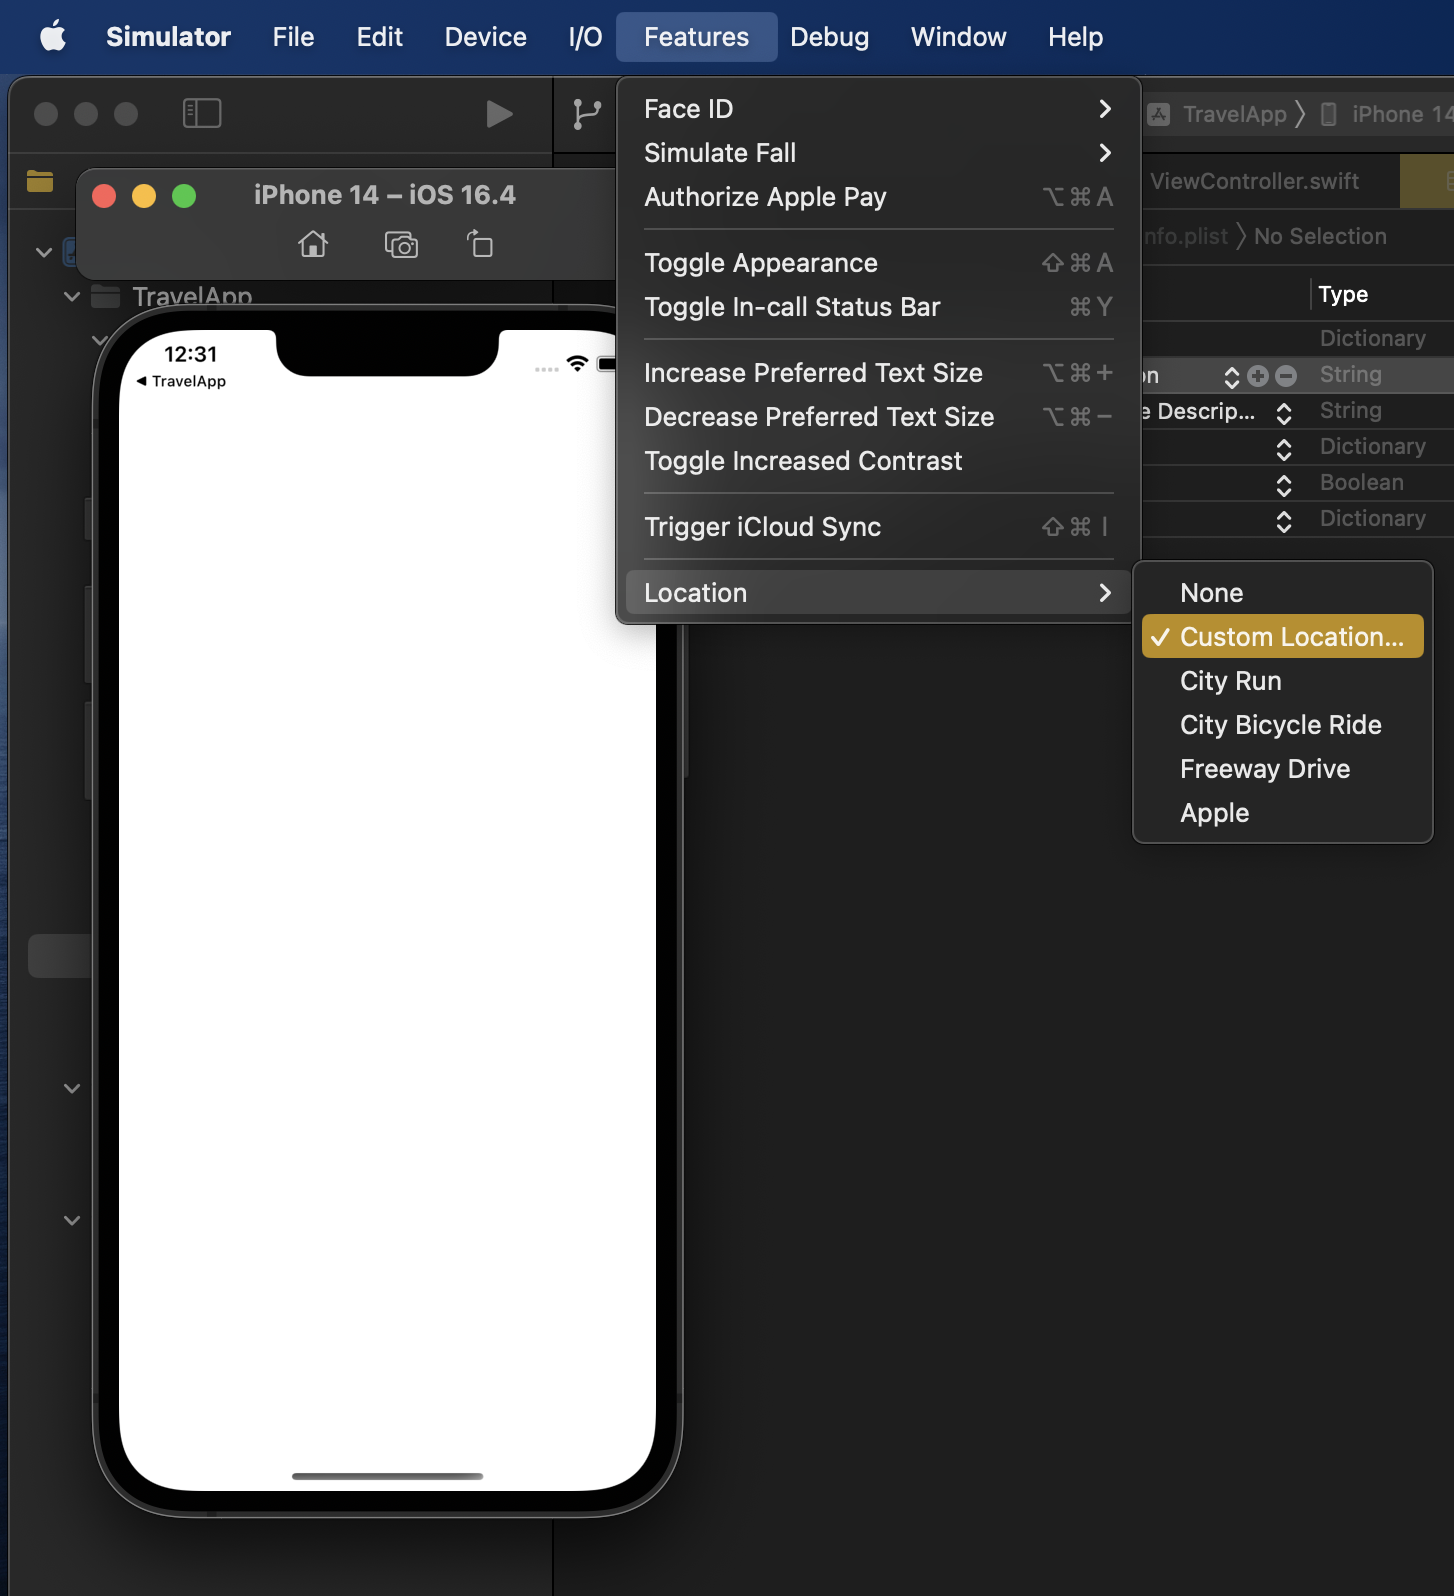 Simulator File Edit Device I/O Features Debug Window Help
TravelApp iPhone 14
iPhone 14 – iOS 16.4
ViewController.swift
nfo.plist No Selection
TravelApp
Type
Dictionary
on String
e Descrip... String
Dictionary
Boolean
Dictionary
12:31
◀ TravelApp
Face ID
Simulate Fall
Authorize Apple Pay ⌥⌘A
Toggle Appearance ⇧⌘A
Toggle In-call Status Bar ⌘Y
Increase Preferred Text Size ⌥⌘+
Decrease Preferred Text Size ⌥⌘−
Toggle Increased Contrast
Trigger iCloud Sync ⇧⌘I
Location
None
✓ Custom Location...
City Run
City Bicycle Ride
Freeway Drive
Apple